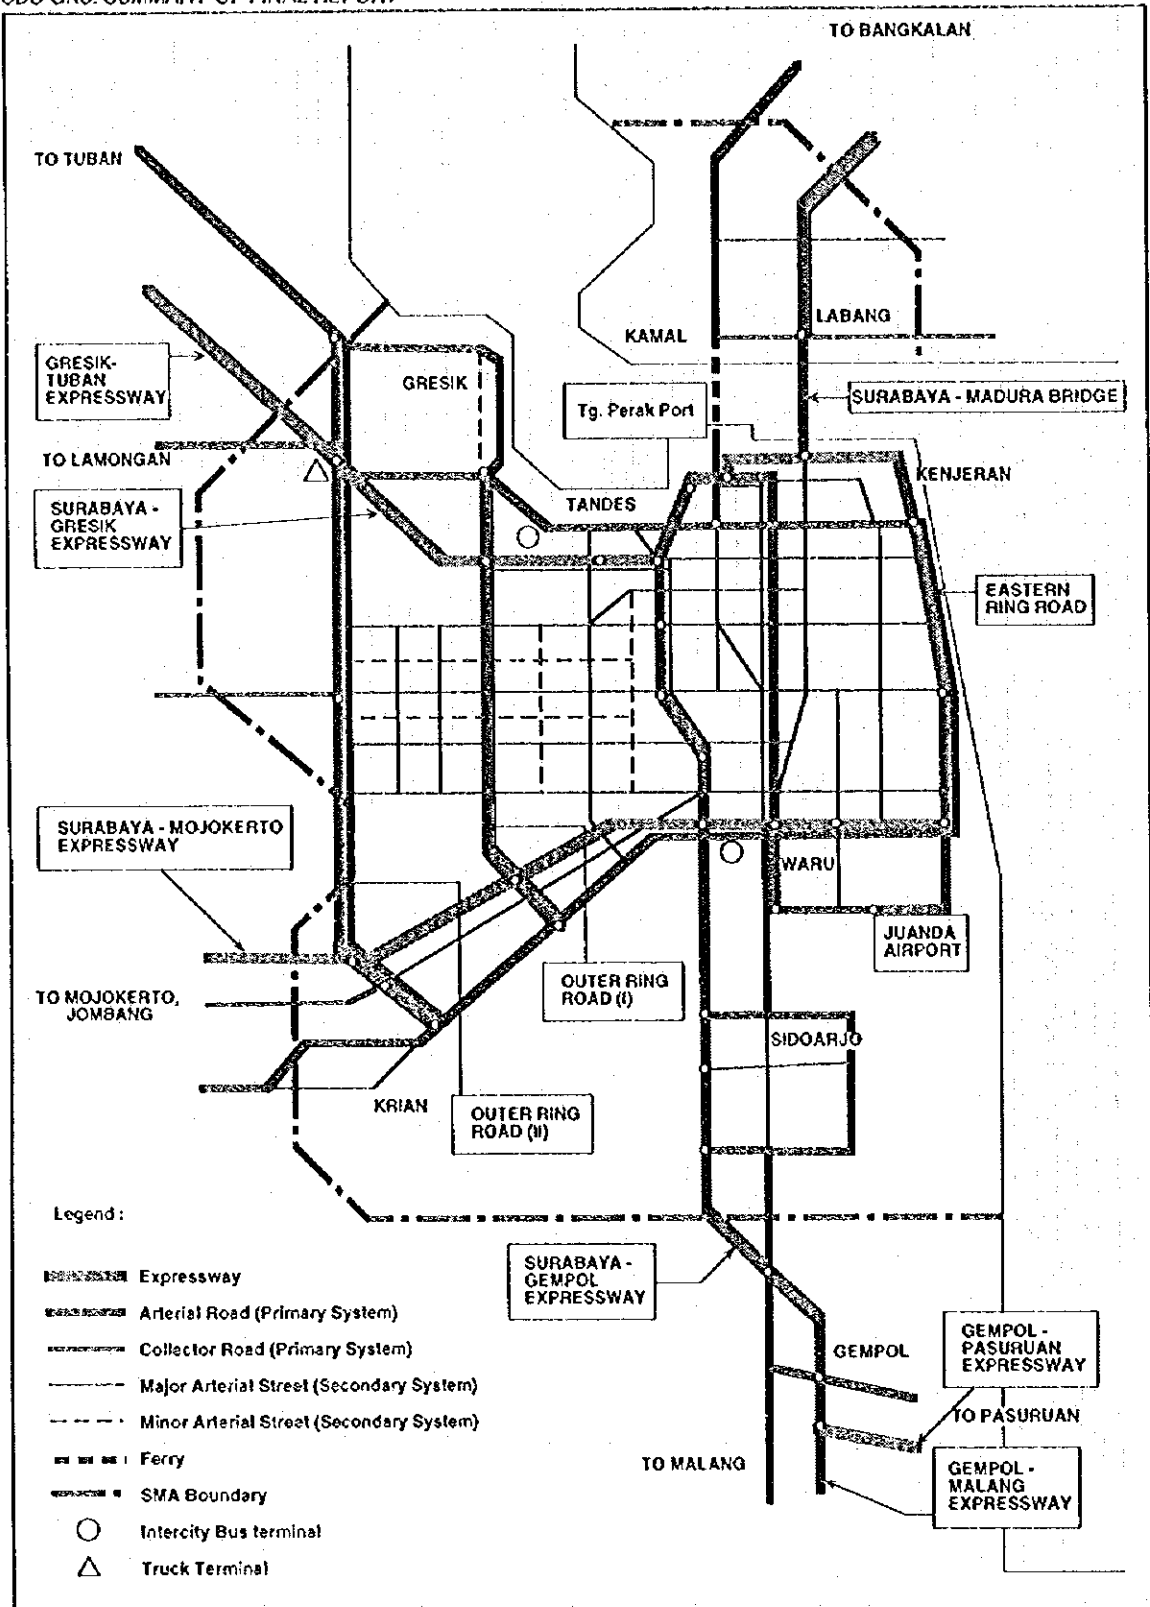 SUMMARY OF FINAL REPORT
TO BANGKALAN
TO TUBAN
LABANG
KAMAL
GRESIK-
TUBAN
EXPRESSWAY
GRESIK
Tg. Perak Port
SURABAYA - MADURA BRIDGE
TO LAMONGAN
KENJERAN
SURABAYA -
GRESIK
EXPRESSWAY
TANDES
EASTERN
RING ROAD
SURABAYA - MOJOKERTO
EXPRESSWAY
WARU
JUANDA
AIRPORT
OUTER RING
ROAD (I)
TO MOJOKERTO,
JOMBANG
SIDOARJO
KRIAN
OUTER RING
ROAD (II)
Legend :
Expressway
Arterial Road (Primary System)
Collector Road (Primary System)
Major Arterial Street (Secondary System)
Minor Arterial Street (Secondary System)
Ferry
SMA Boundary
Intercity Bus terminal
Truck Terminal
SURABAYA -
GEMPOL
EXPRESSWAY
GEMPOL
GEMPOL -
PASURUAN
EXPRESSWAY
TO PASURUAN
TO MALANG
GEMPOL -
MALANG
EXPRESSWAY